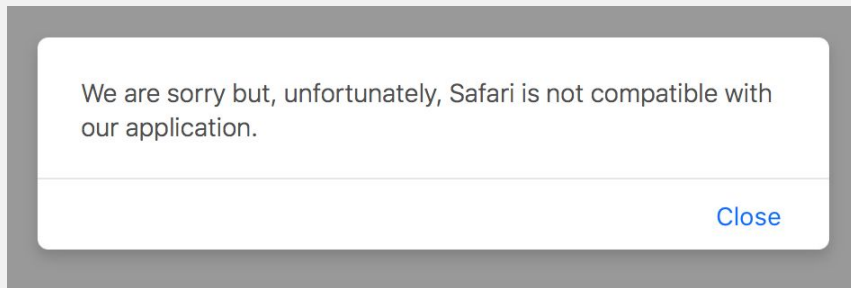 We are sorry but, unfortunately, Safari is not compatible with
our application.
Close